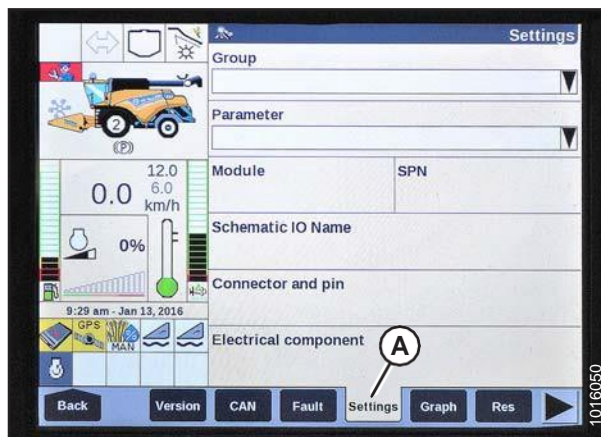 Settings
Group
Parameter
2
(P)
12.0
0.0
6.0
km/h
Module
SPN
0%
Schematic IO Name
Connector and pin
9:29 am - Jan 13, 2016
GPS
MAN
Electrical component
A
Back
Version
CAN
Fault
Settings
Graph
Res
1016050